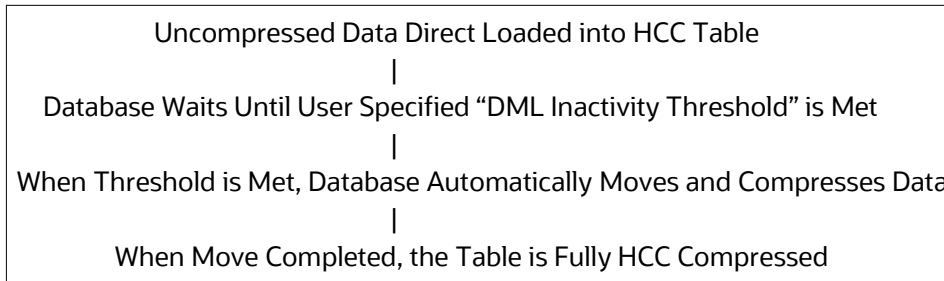 Uncompressed Data Direct Loaded into HCC Table
|
Database Waits Until User Specified “DML Inactivity Threshold” is Met
|
When Threshold is Met, Database Automatically Moves and Compresses Data
|
When Move Completed, the Table is Fully HCC Compressed